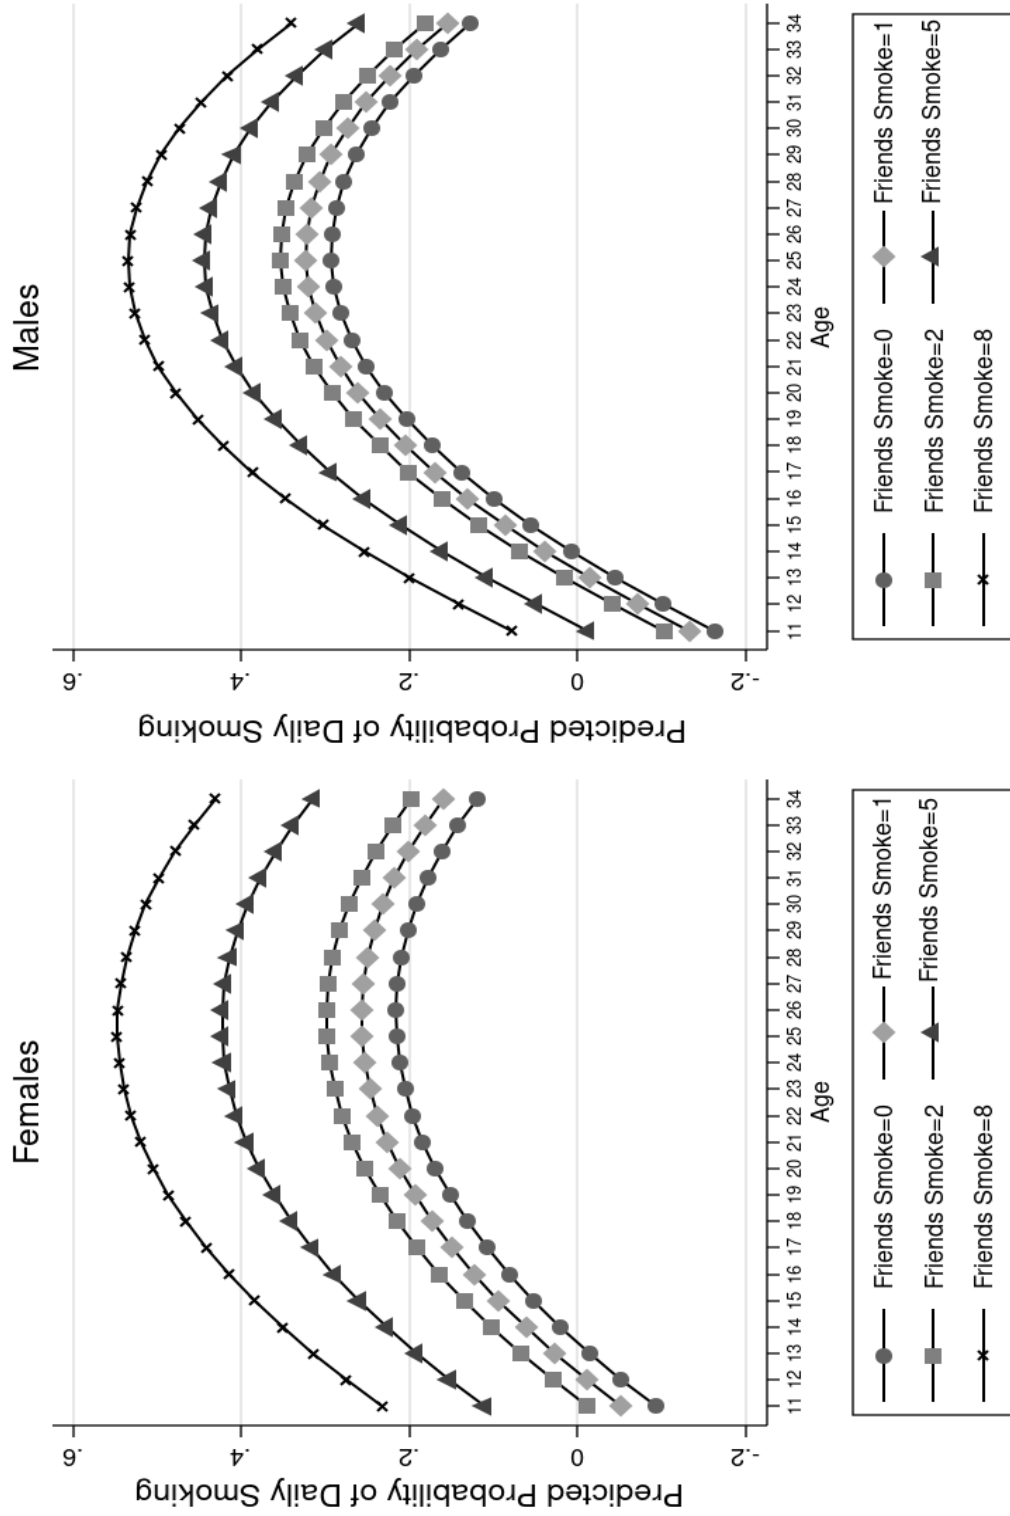 Females
Predicted Probability of Daily Smoking
.6
.4
.2
0
-.2
11 12 13 14 15 16 17 18 19 20 21 22 23 24 25 26 27 28 29 30 31 32 33 34
Age
Friends Smoke=0 Friends Smoke=1
Friends Smoke=2 Friends Smoke=5
Friends Smoke=8
Males
Predicted Probability of Daily Smoking
.6
.4
.2
0
-.2
11 12 13 14 15 16 17 18 19 20 21 22 23 24 25 26 27 28 29 30 31 32 33 34
Age
Friends Smoke=0 Friends Smoke=1
Friends Smoke=2 Friends Smoke=5
Friends Smoke=8